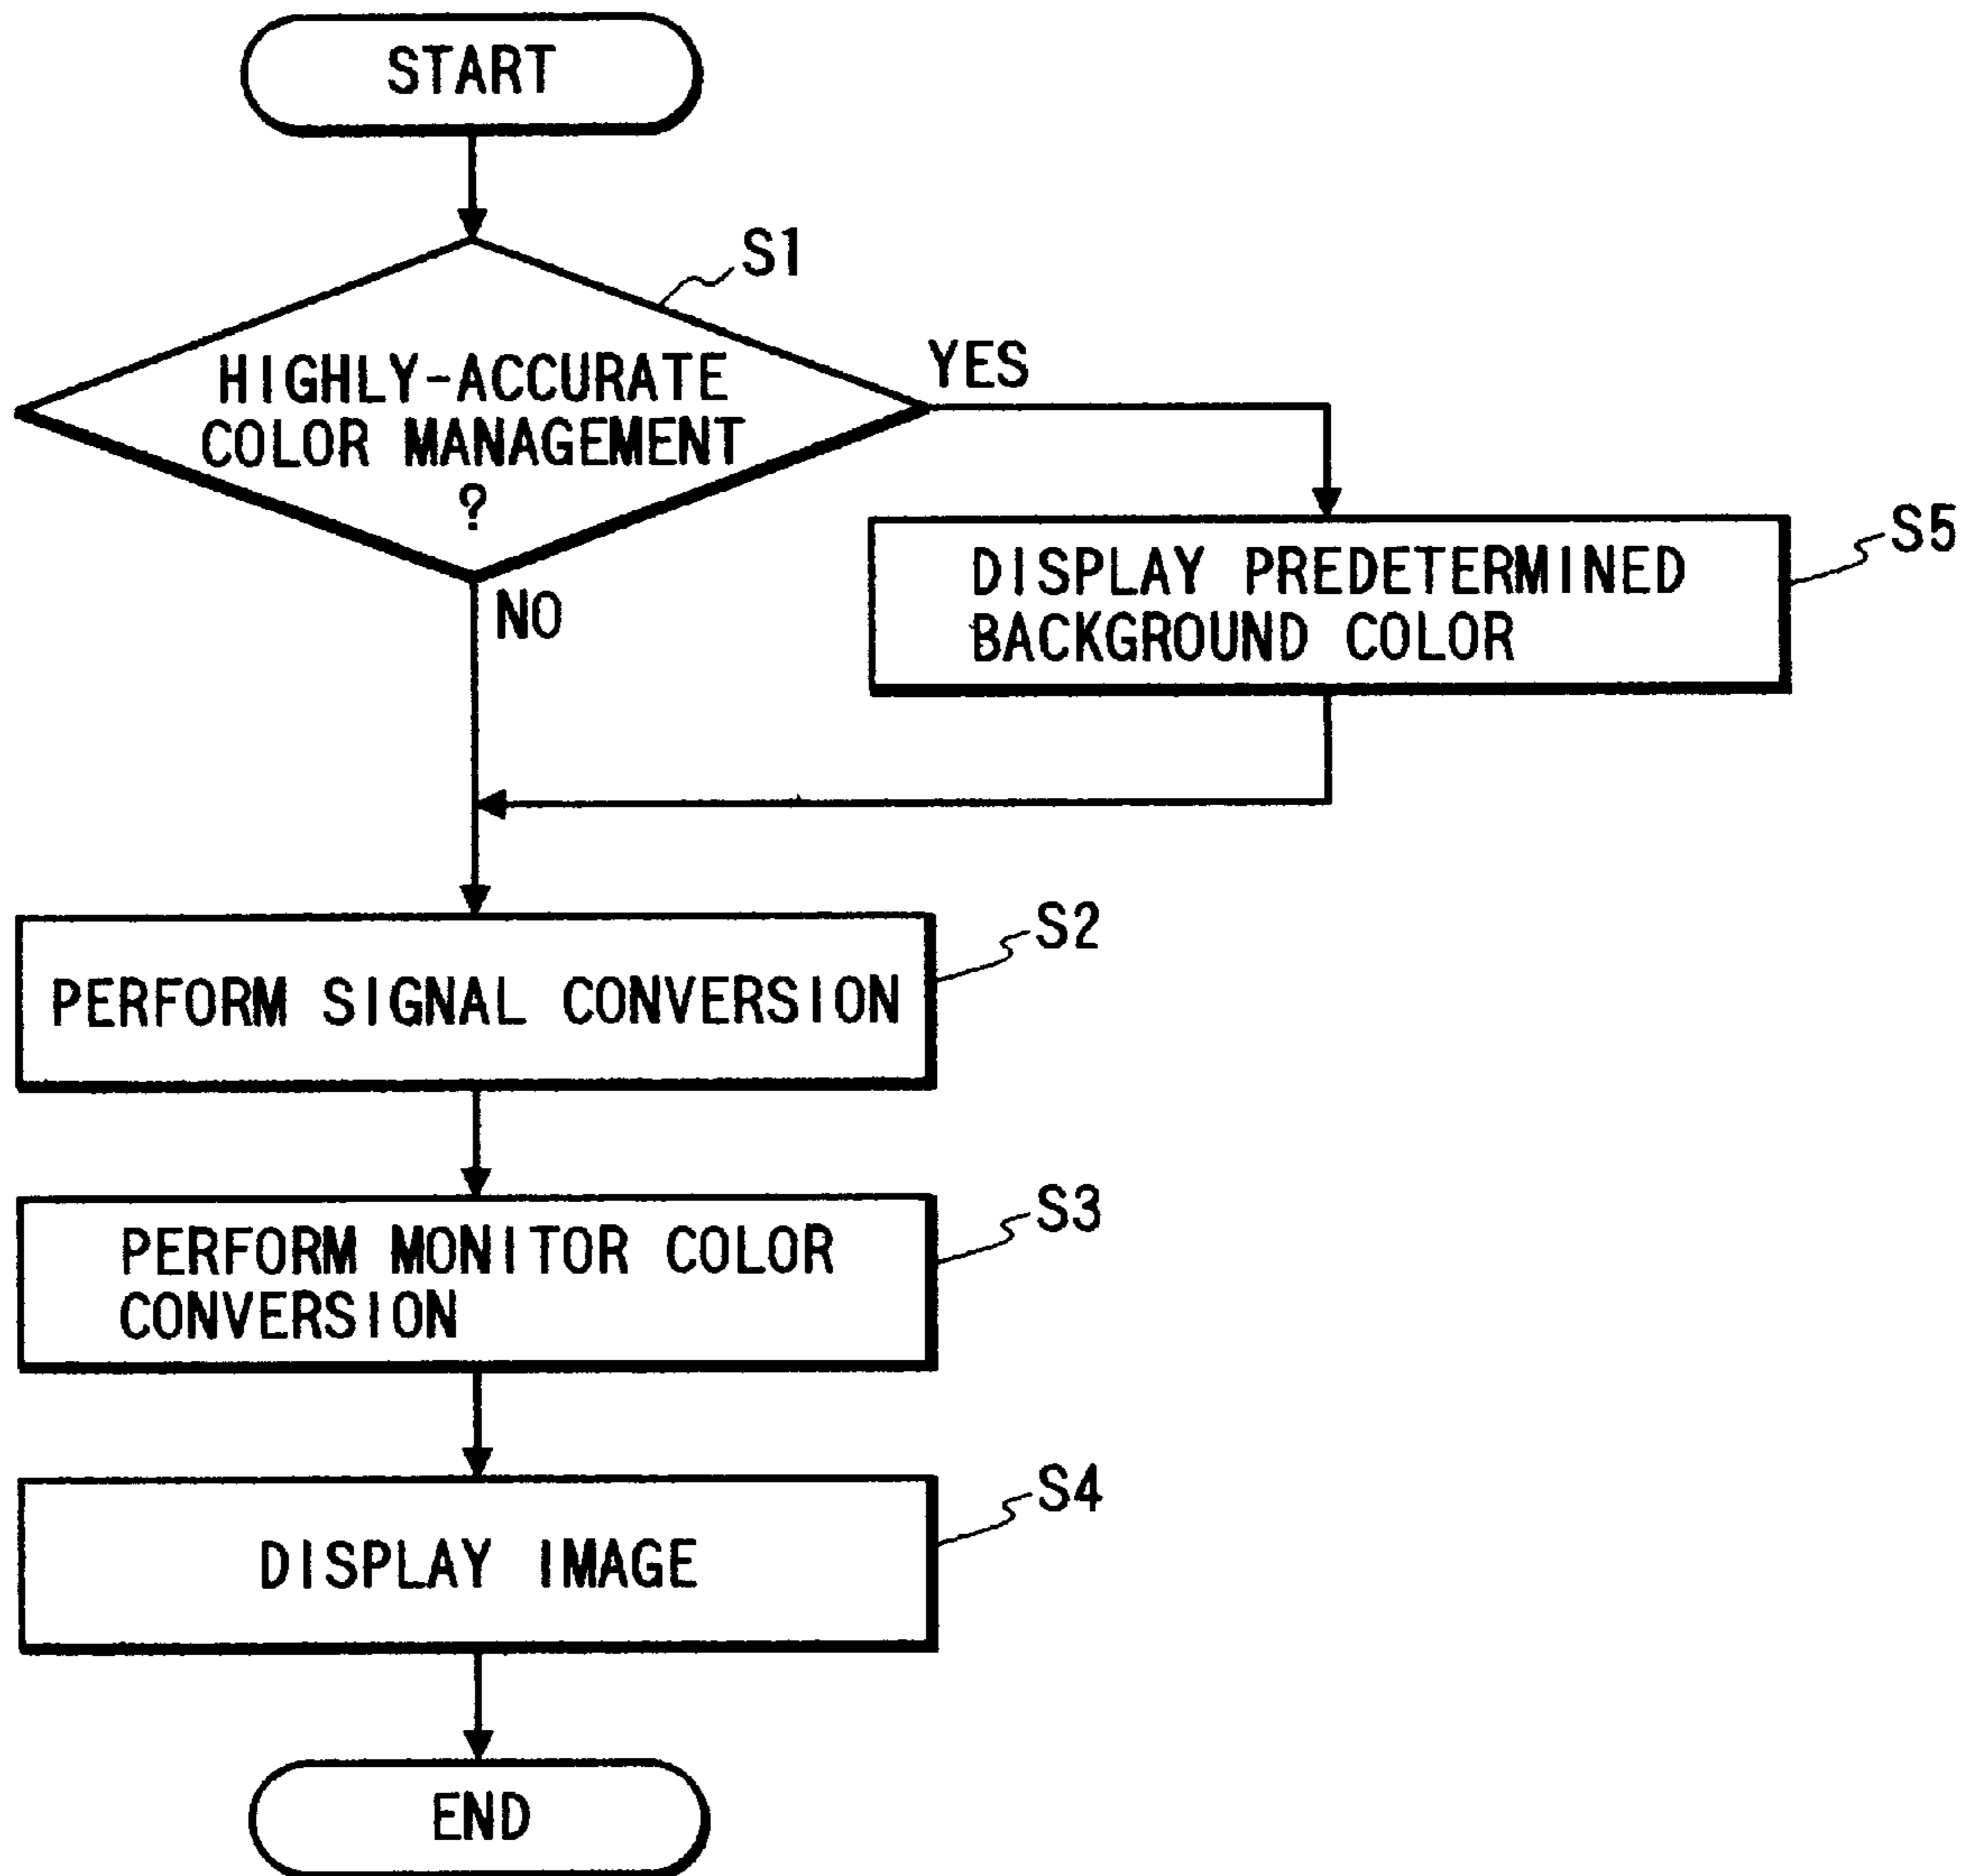 START
S1
HIGHLY-ACCURATE
COLOR MANAGEMENT
?
YES
NO
S5
DISPLAY PREDETERMINED
BACKGROUND COLOR
S2
PERFORM SIGNAL CONVERSION
S3
PERFORM MONITOR COLOR
CONVERSION
S4
DISPLAY IMAGE
END